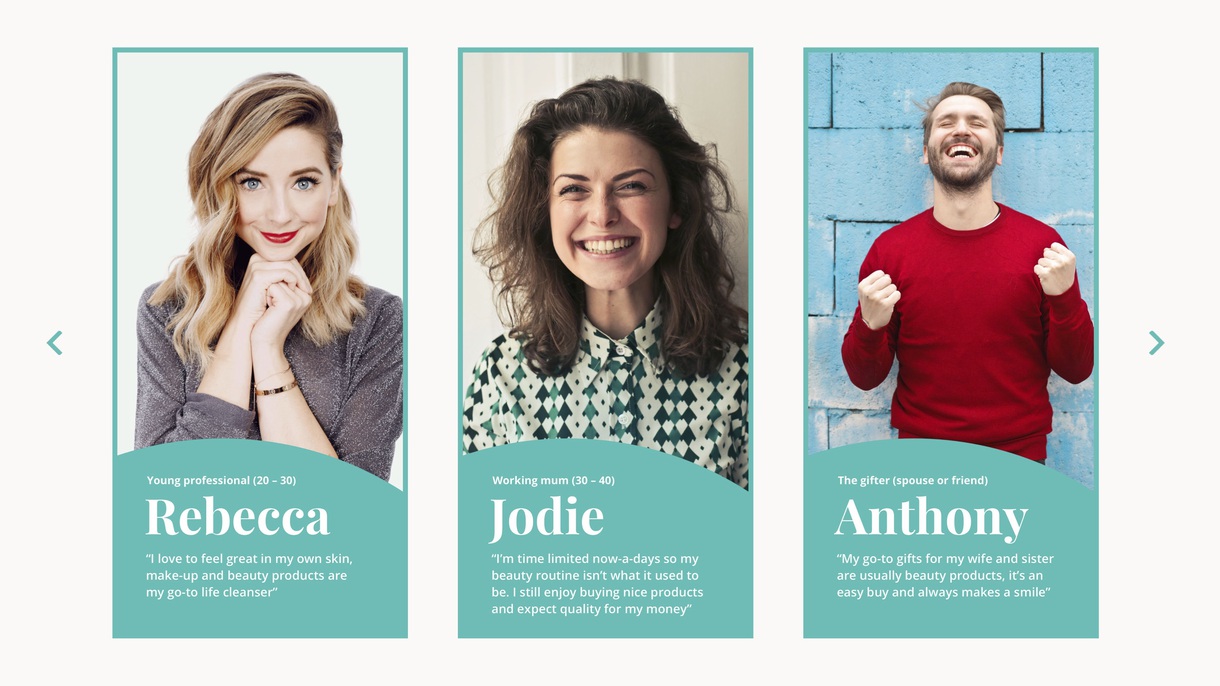 Young professional (20 – 30)
Rebecca
“I love to feel great in my own skin,
make-up and beauty products are
my go-to life cleanser”
Working mum (30 – 40)
Jodie
“I’m time limited now-a-days so my
beauty routine isn’t what it used to
be. I still enjoy buying nice products
and expect quality for my money”
The gifter (spouse or friend)
Anthony
“My go-to gifts for my wife and sister
are usually beauty products, it’s an
easy buy and always makes a smile”